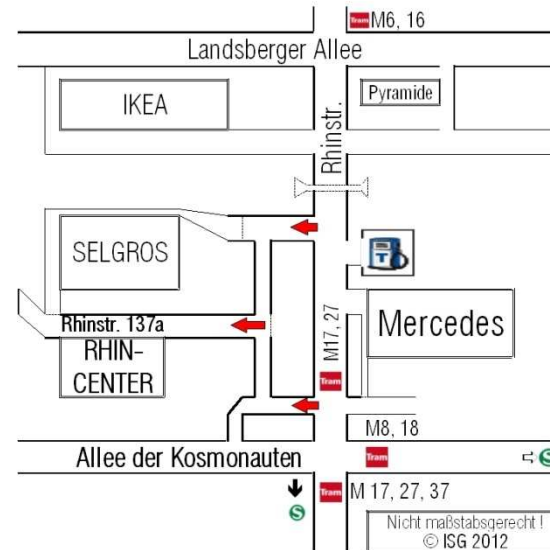 Tram M6, 16
Landsberger Allee
IKEA
Pyramide
Rhinstr.
SELGROS
T
Rhinstr. 137a
M17, 27
Mercedes
RHIN-
CENTER
Tram
M8, 18
Allee der Kosmonauten
Tram
S
Tram M 17, 27, 37
S
Nicht maßstabsgerecht !
© ISG 2012